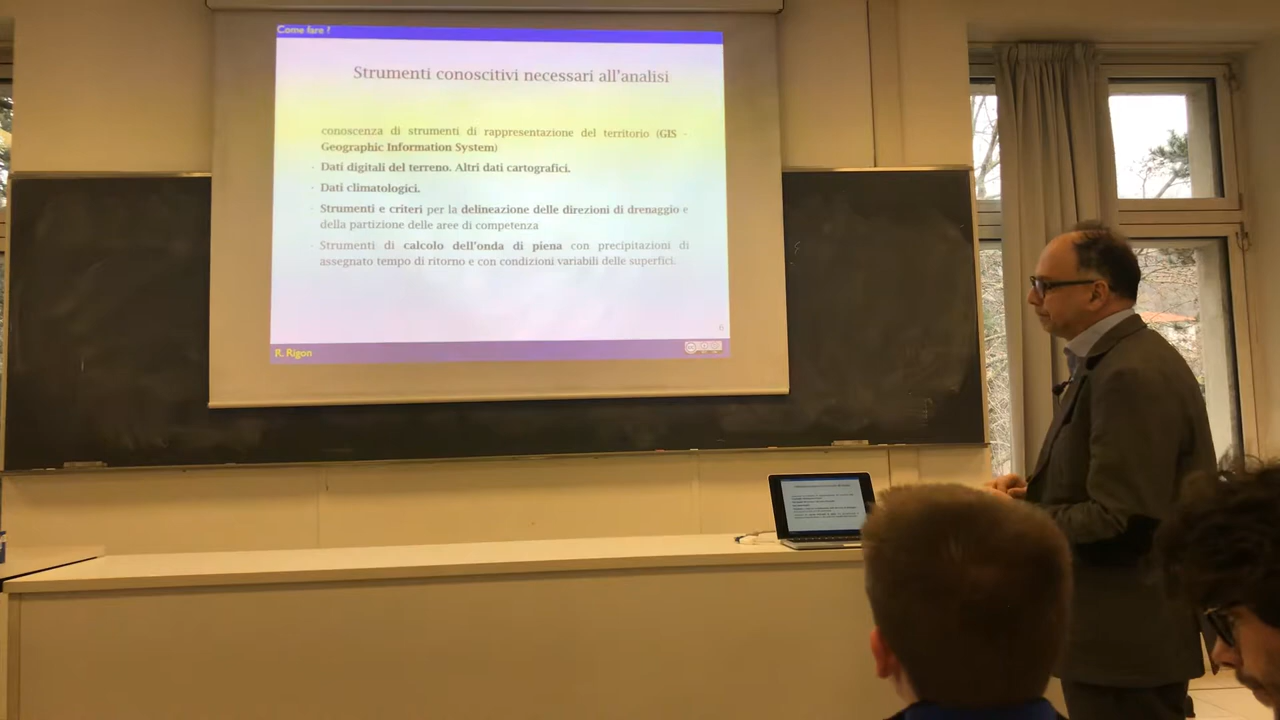 Come fare ?
Strumenti conoscitivi necessari all'analisi
conoscenza di strumenti di rappresentazione del territorio (GIS -
Geographic Information System)
· Dati digitali del terreno. Altri dati cartografici.
· Dati climatologici.
· Strumenti e criteri per la delineazione delle direzioni di drenaggio e
della partizione delle aree di competenza
· Strumenti di calcolo dell'onda di piena con precipitazioni di
assegnato tempo di ritorno e con condizioni variabili delle superfici.
6
R. Rigon